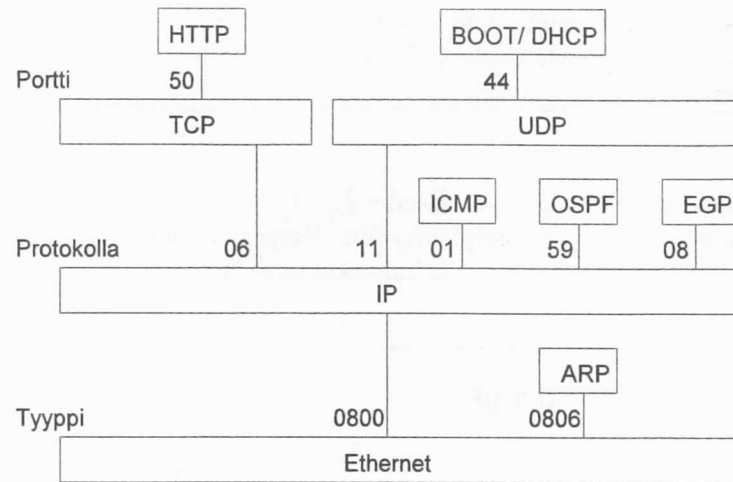 HTTP BOOT/ DHCP
Portti 50 44
TCP UDP
ICMP OSPF EGP
Protokolla 06 11 01 59 08
IP
ARP
Tyyppi 0800 0806
Ethernet